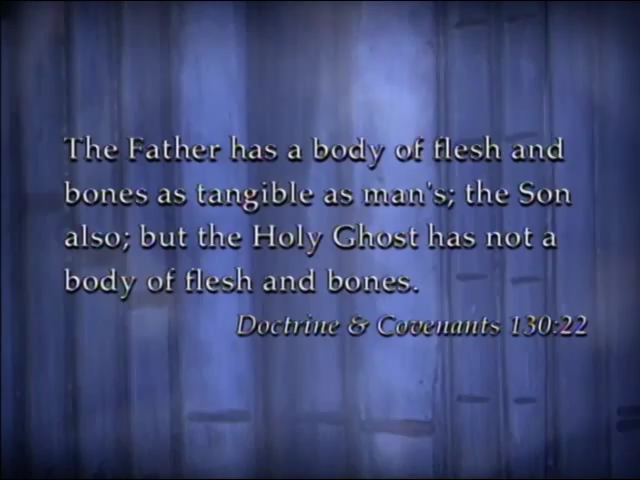 The Father has a body of flesh and
bones as tangible as man's; the Son
also; but the Holy Ghost has not a
body of flesh and bones.
Doctrine & Covenants 130:22